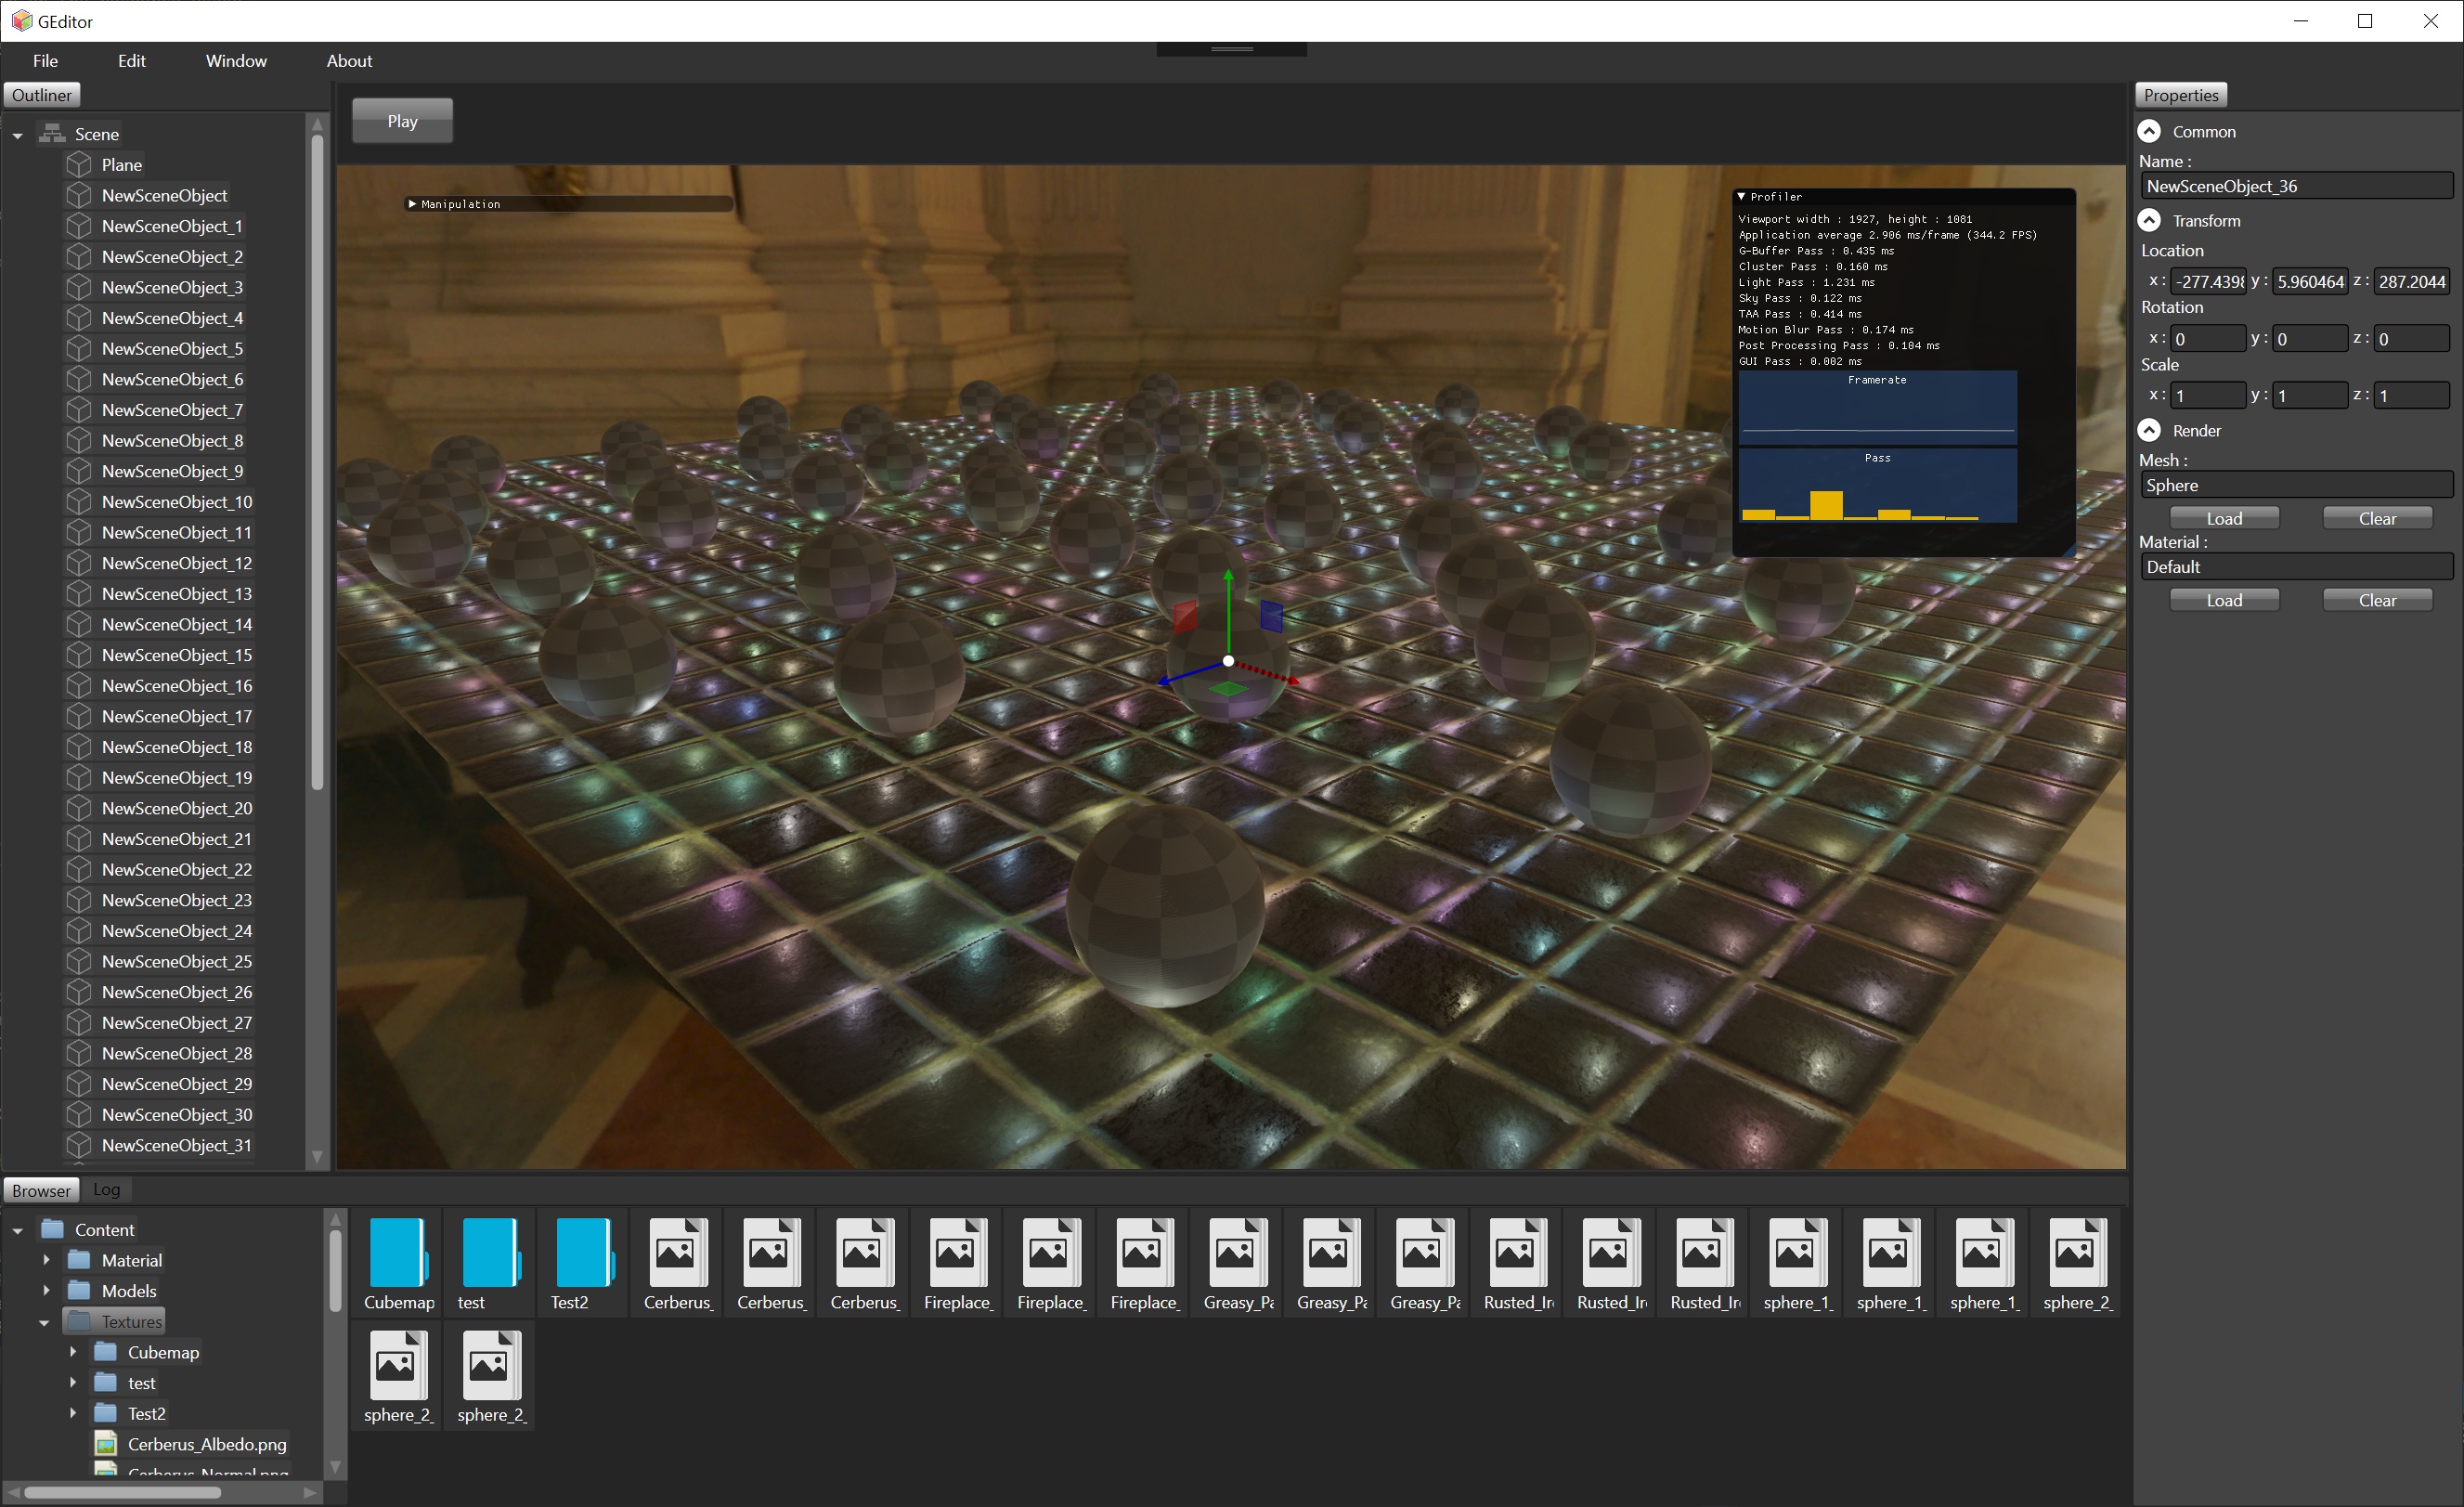 GEditor
File Edit Window About
Outliner
Scene
Plane
NewSceneObject
NewSceneObject_1
NewSceneObject_2
NewSceneObject_3
NewSceneObject_4
NewSceneObject_5
NewSceneObject_6
NewSceneObject_7
NewSceneObject_8
NewSceneObject_9
NewSceneObject_10
NewSceneObject_11
NewSceneObject_12
NewSceneObject_13
NewSceneObject_14
NewSceneObject_15
NewSceneObject_16
NewSceneObject_17
NewSceneObject_18
NewSceneObject_19
NewSceneObject_20
NewSceneObject_21
NewSceneObject_22
NewSceneObject_23
NewSceneObject_24
NewSceneObject_25
NewSceneObject_26
NewSceneObject_27
NewSceneObject_28
NewSceneObject_29
NewSceneObject_30
NewSceneObject_31
Play
Manipulation
Profiler
Viewport width : 1927, height : 1081
Application average 2.906 ms/frame (344.2 FPS)
G-Buffer Pass : 0.435 ms
Cluster Pass : 0.160 ms
Light Pass : 1.231 ms
Sky Pass : 0.122 ms
TAA Pass : 0.414 ms
Motion Blur Pass : 0.174 ms
Post Processing Pass : 0.104 ms
GUI Pass : 0.002 ms
Framerate
Pass
Properties
Common
Name :
NewSceneObject_36
Transform
Location
x : -277.439 y : 5.960464 z : 287.2044
Rotation
x : 0 y : 0 z : 0
Scale
x : 1 y : 1 z : 1
Render
Mesh :
Sphere
Load Clear
Material :
Default
Load Clear
Browser Log
Content
Material
Models
Textures
Cubemap
test
Test2
Cerberus_Albedo.png
Cerberus_Normal.png
Cubemap test Test2 Cerberus_ Cerberus_ Cerberus_ Fireplace_ Fireplace_ Fireplace_ Greasy_Pa Greasy_Pa Greasy_Pa Rusted_Ir Rusted_Ir Rusted_Ir sphere_1_ sphere_1_ sphere_1_ sphere_2_
sphere_2_ sphere_2_